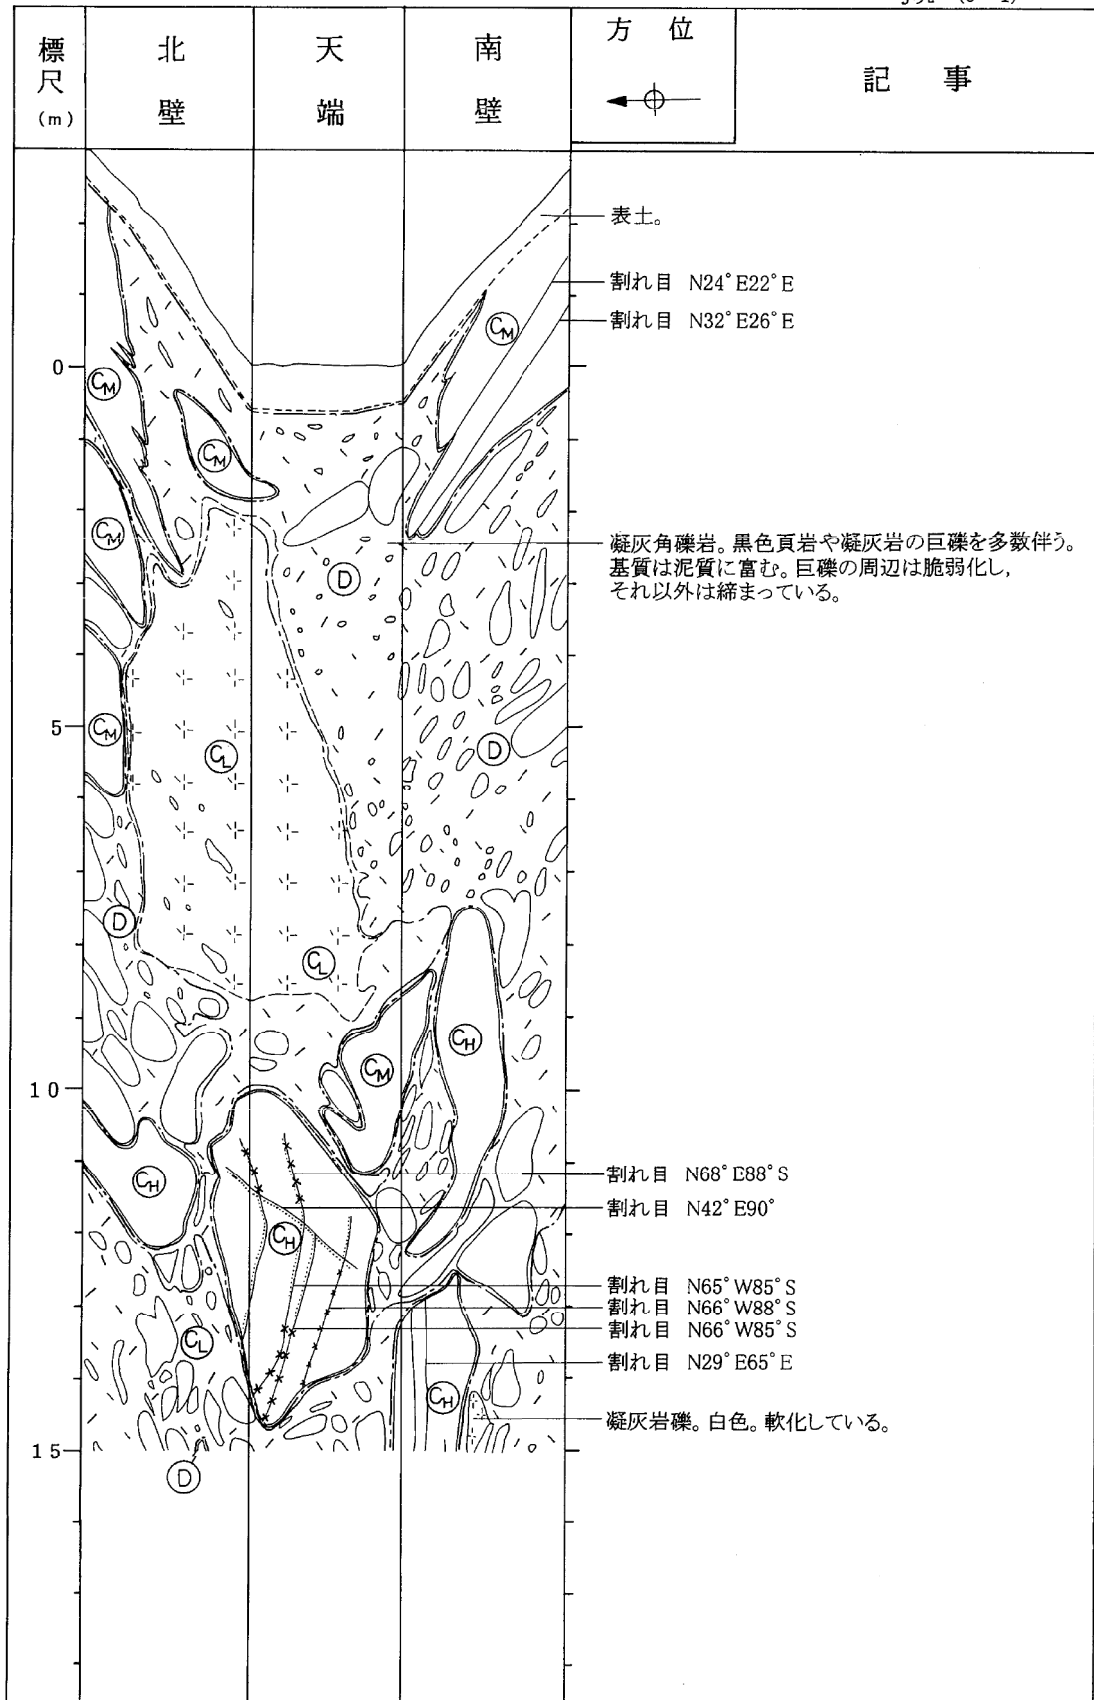 標尺(m)
北壁
天端
南壁
方位
記事
表土。
割れ目 N24°E22°E
割れ目 N32°E26°E
CM
0
CM
CM
CM
凝灰角礫岩。黒色頁岩や凝灰岩の巨礫を多数伴う。
基質は泥質に富む。巨礫の周辺は脆弱化し,
それ以外は締まっている。
D
5
CM
CL
D
D
CL
CH
CM
10
割れ目 N68°E88°S
CH
割れ目 N42°E90°
CH
割れ目 N65°W85°S
割れ目 N66°W88°S
割れ目 N66°W85°S
CL
割れ目 N29°E65°E
CH
凝灰岩礫。白色。軟化している。
15
D